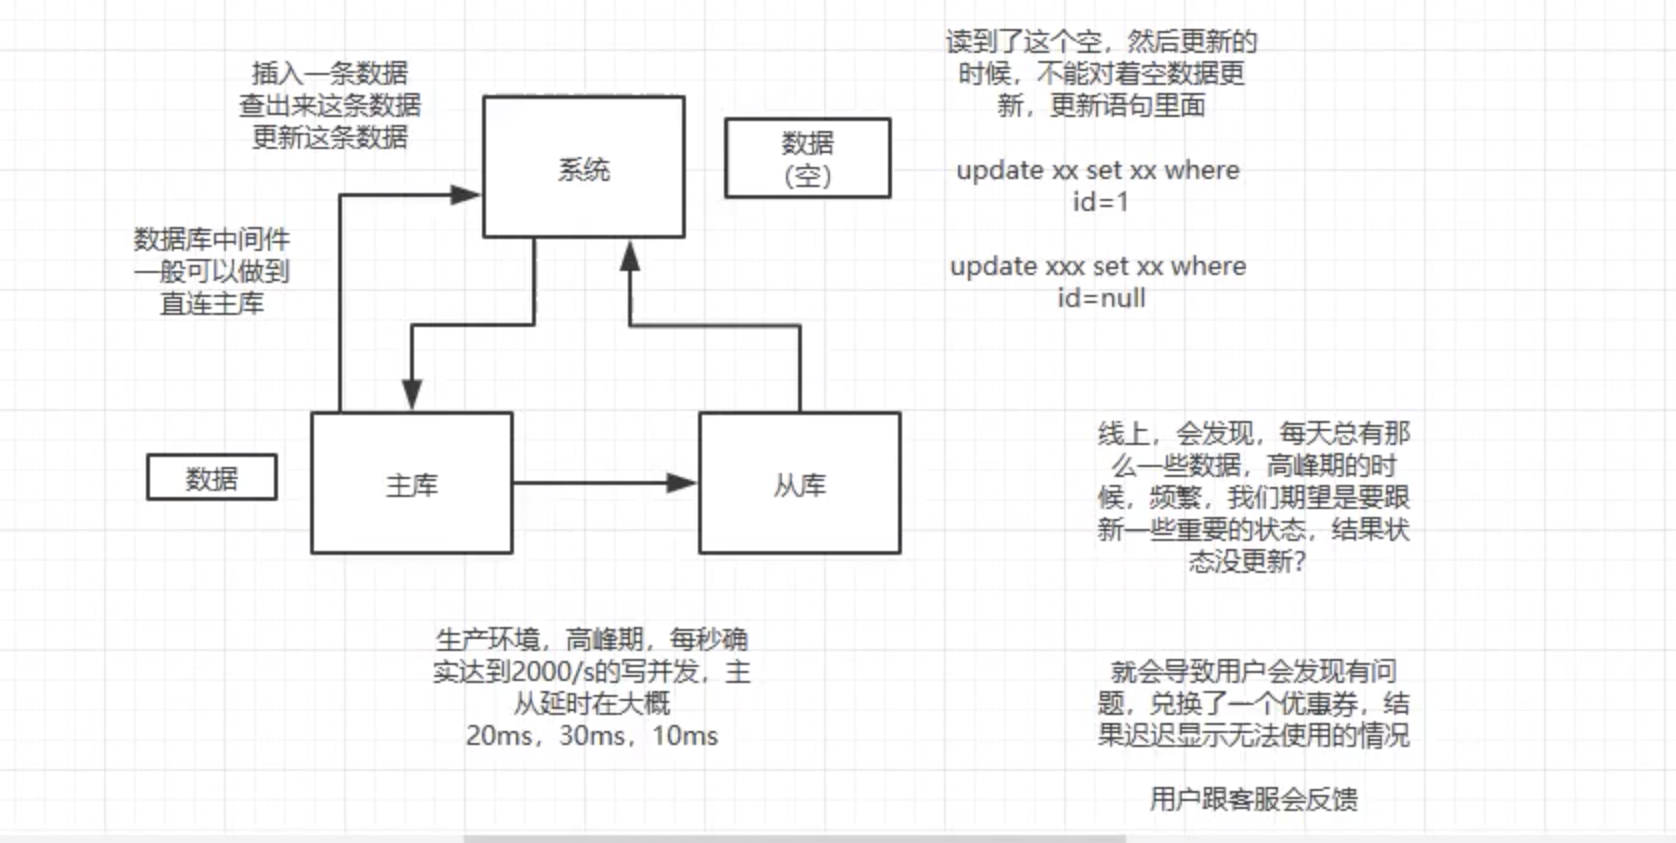 插入一条数据
查出来这条数据
更新这条数据
系统
数据
（空）
读到了这个空，然后更新的
时候，不能对着空数据更
新，更新语句里面
update xx set xx where
id=1
update xxx set xx where
id=null
数据库中间件
一般可以做到
直连主库
数据
主库
从库
线上，会发现，每天总有那
么一些数据，高峰期的时
候，频繁，我们期望是要跟
新一些重要的状态，结果状
态没更新？
生产环境，高峰期，每秒确
实达到2000/s的写并发，主
从延时在大概
20ms，30ms，10ms
就会导致用户会发现有问
题，兑换了一个优惠券，结
果迟迟显示无法使用的情况
用户跟客服会反馈